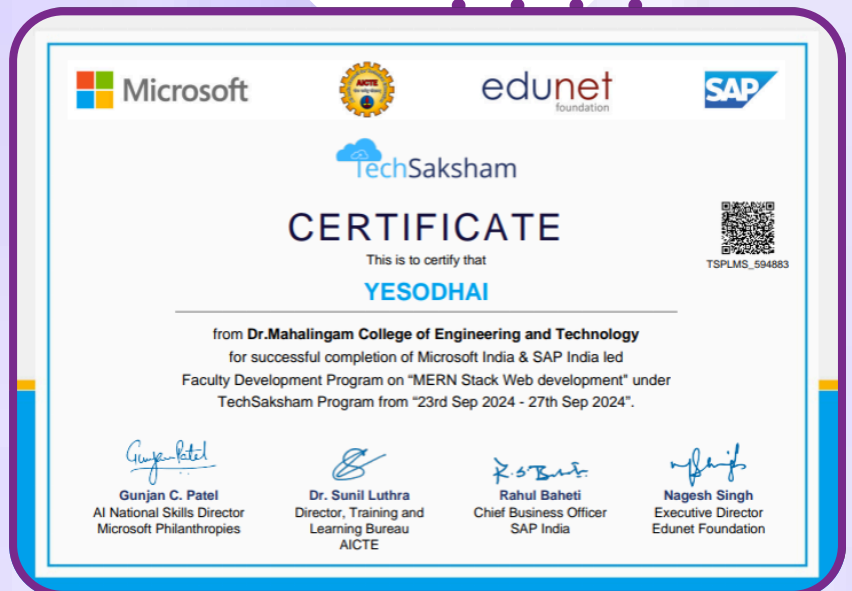 Microsoft
AICTE
edunet
foundation
SAP
TechSaksham
CERTIFICATE
This is to certify that
TSPLMS_594883
YESODHAI
from Dr.Mahalingam College of Engineering and Technology
for successful completion of Microsoft India & SAP India led
Faculty Development Program on “MERN Stack Web development” under
TechSaksham Program from “23rd Sep 2024 - 27th Sep 2024”.
Gunjan Patel
Gunjan C. Patel
AI National Skills Director
Microsoft Philanthropies
Dr. Sunil Luthra
Director, Training and
Learning Bureau
AICTE
Rahul Baheti
Chief Business Officer
SAP India
Nagesh Singh
Executive Director
Edunet Foundation